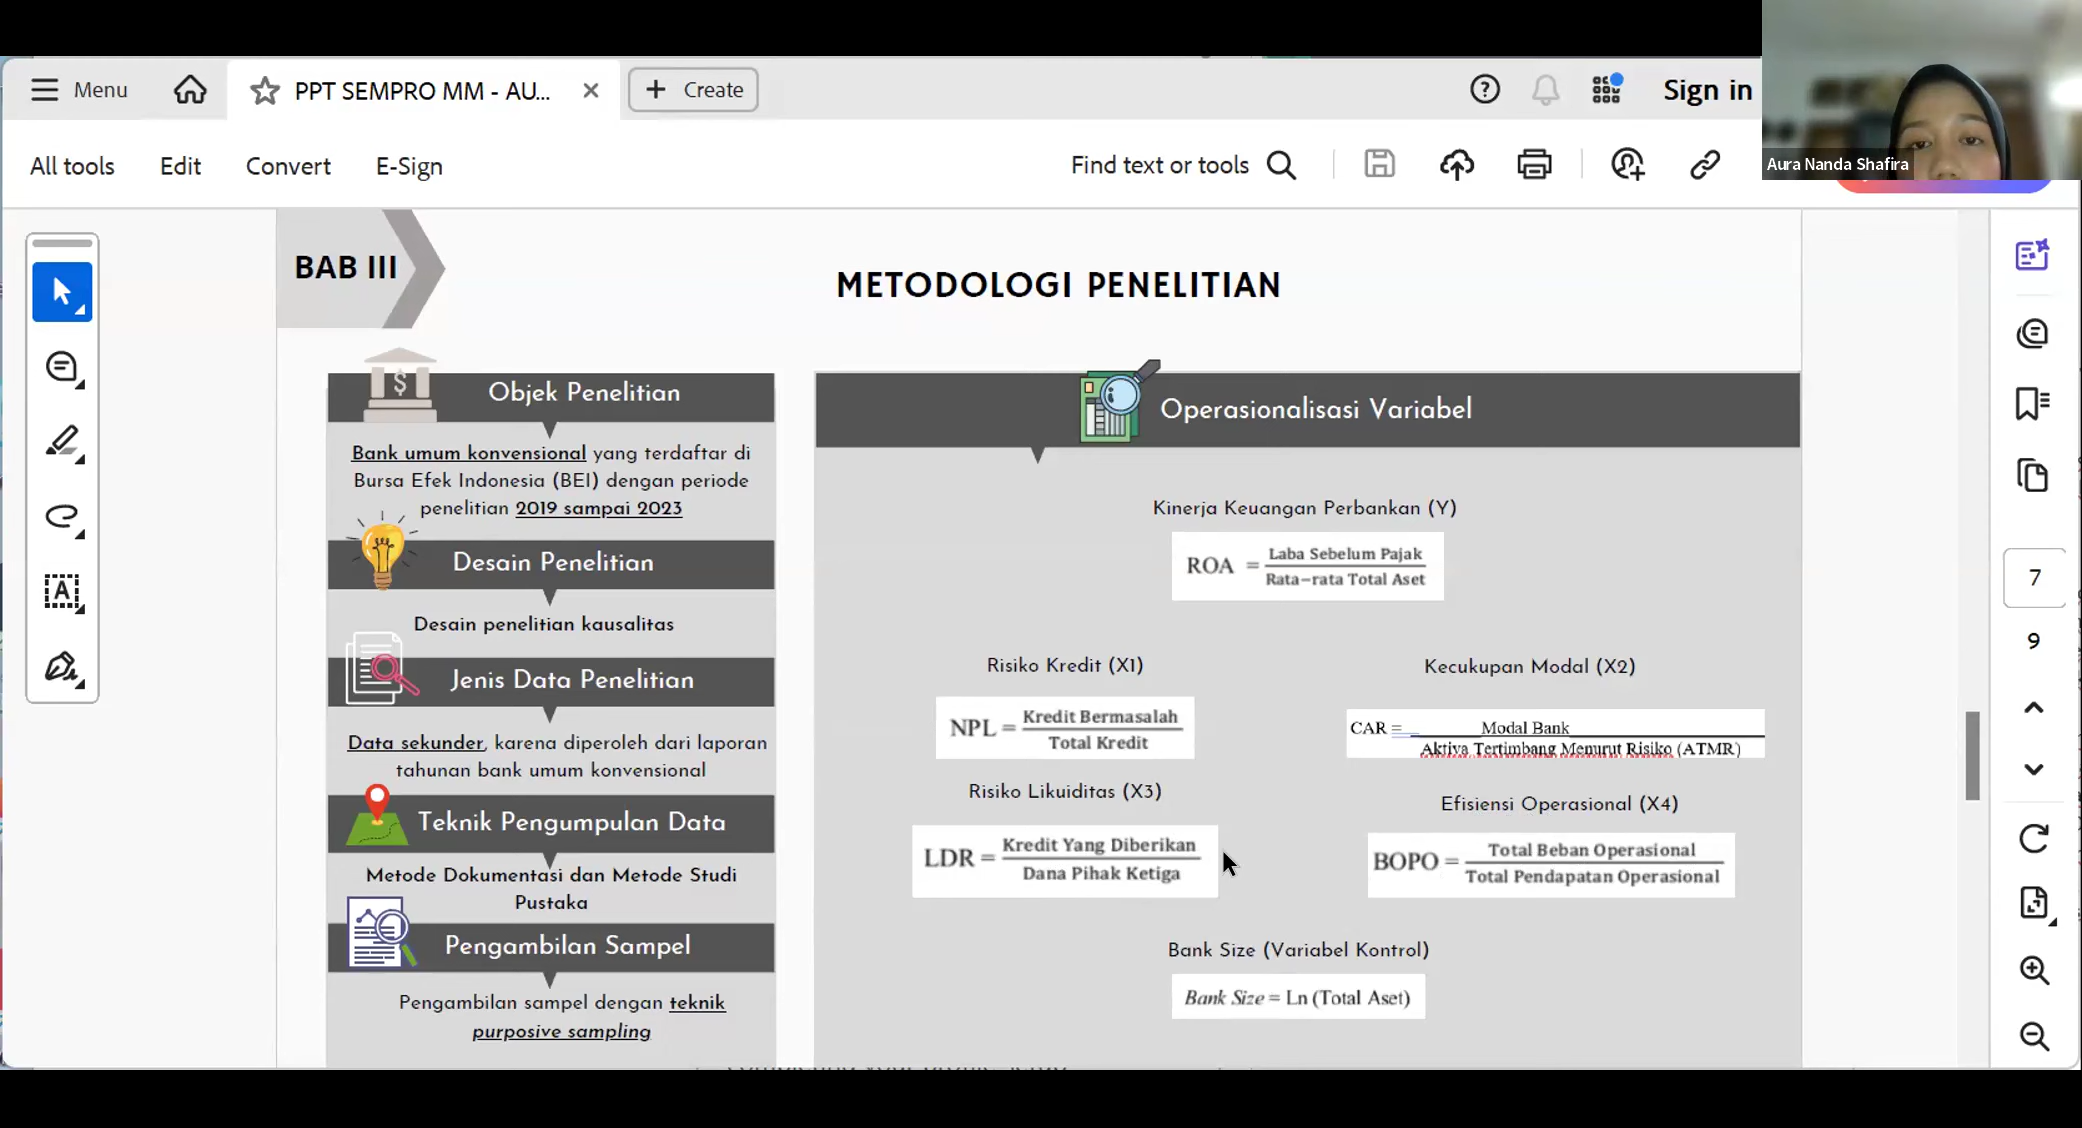 Menu
PPT SEMPRO MM - AU...
Create
Sign in
Aura Nanda Shafira
All tools
Edit
Convert
E-Sign
Find text or tools
BAB III
METODOLOGI PENELITIAN
Objek Penelitian
Bank umum konvensional yang terdaftar di
Bursa Efek Indonesia (BEI) dengan periode
penelitian 2019 sampai 2023
Desain Penelitian
Desain penelitian kausalitas
Jenis Data Penelitian
Data sekunder, karena diperoleh dari laporan
tahunan bank umum konvensional
Teknik Pengumpulan Data
Metode Dokumentasi dan Metode Studi
Pustaka
Pengambilan Sampel
Pengambilan sampel dengan teknik
purposive sampling
Operasionalisasi Variabel
Kinerja Keuangan Perbankan (Y)
ROA = Laba Sebelum Pajak
Rata-rata Total Aset
Risiko Kredit (X1)
NPL = Kredit Bermasalah
Total Kredit
Kecukupan Modal (X2)
CAR = Modal Bank
Aktiva Tertimbang Menurut Risiko (ATMR)
Risiko Likuiditas (X3)
LDR = Kredit Yang Diberikan
Dana Pihak Ketiga
Efisiensi Operasional (X4)
BOPO = Total Beban Operasional
Total Pendapatan Operasional
Bank Size (Variabel Kontrol)
Bank Size = Ln (Total Aset)
7
9